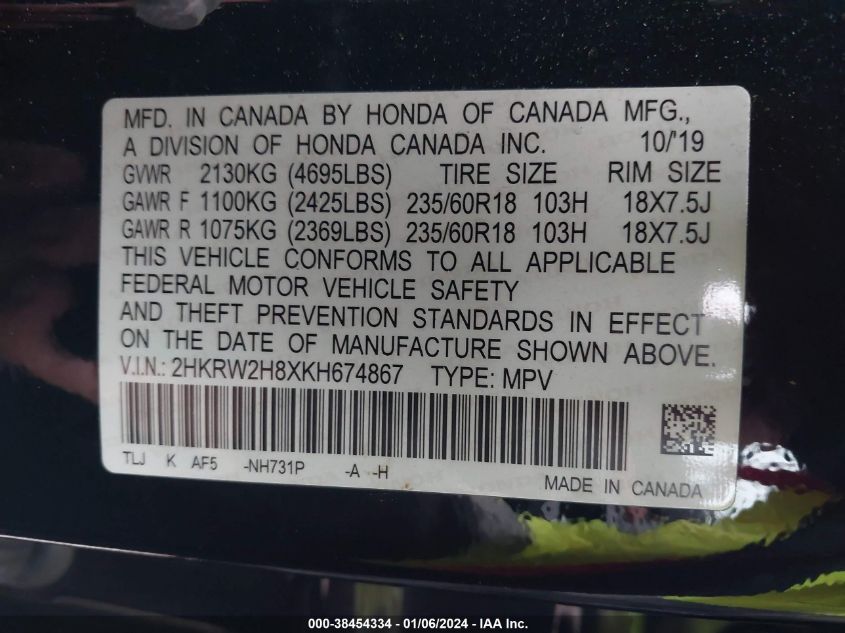 MFD. IN CANADA BY HONDA OF CANADA MFG.,
A DIVISION OF HONDA CANADA INC. 10/'19
GVWR 2130KG (4695LBS) TIRE SIZE RIM SIZE
GAWR F 1100KG (2425LBS) 235/60R18 103H 18X7.5J
GAWR R 1075KG (2369LBS) 235/60R18 103H 18X7.5J
THIS VEHICLE CONFORMS TO ALL APPLICABLE
FEDERAL MOTOR VEHICLE SAFETY
AND THEFT PREVENTION STANDARDS IN EFFECT
ON THE DATE OF MANUFACTURE SHOWN ABOVE.
V.I.N.: 2HKRW2H8XKH674867 TYPE: MPV
TLJ K AF5 -NH731P -A -H
MADE IN CANADA
000-38454334 - 01/06/2024 - IAA Inc.